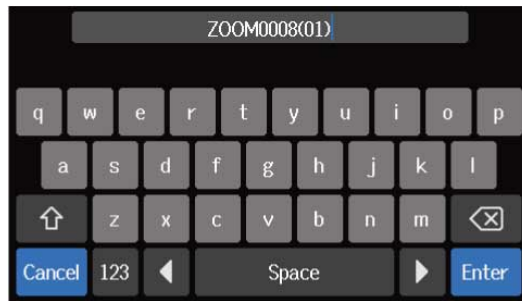 ZOOM0008(01)
q w e r t y u i o p
a s d f g h j k l
z x c v b n m
Cancel 123 Space Enter